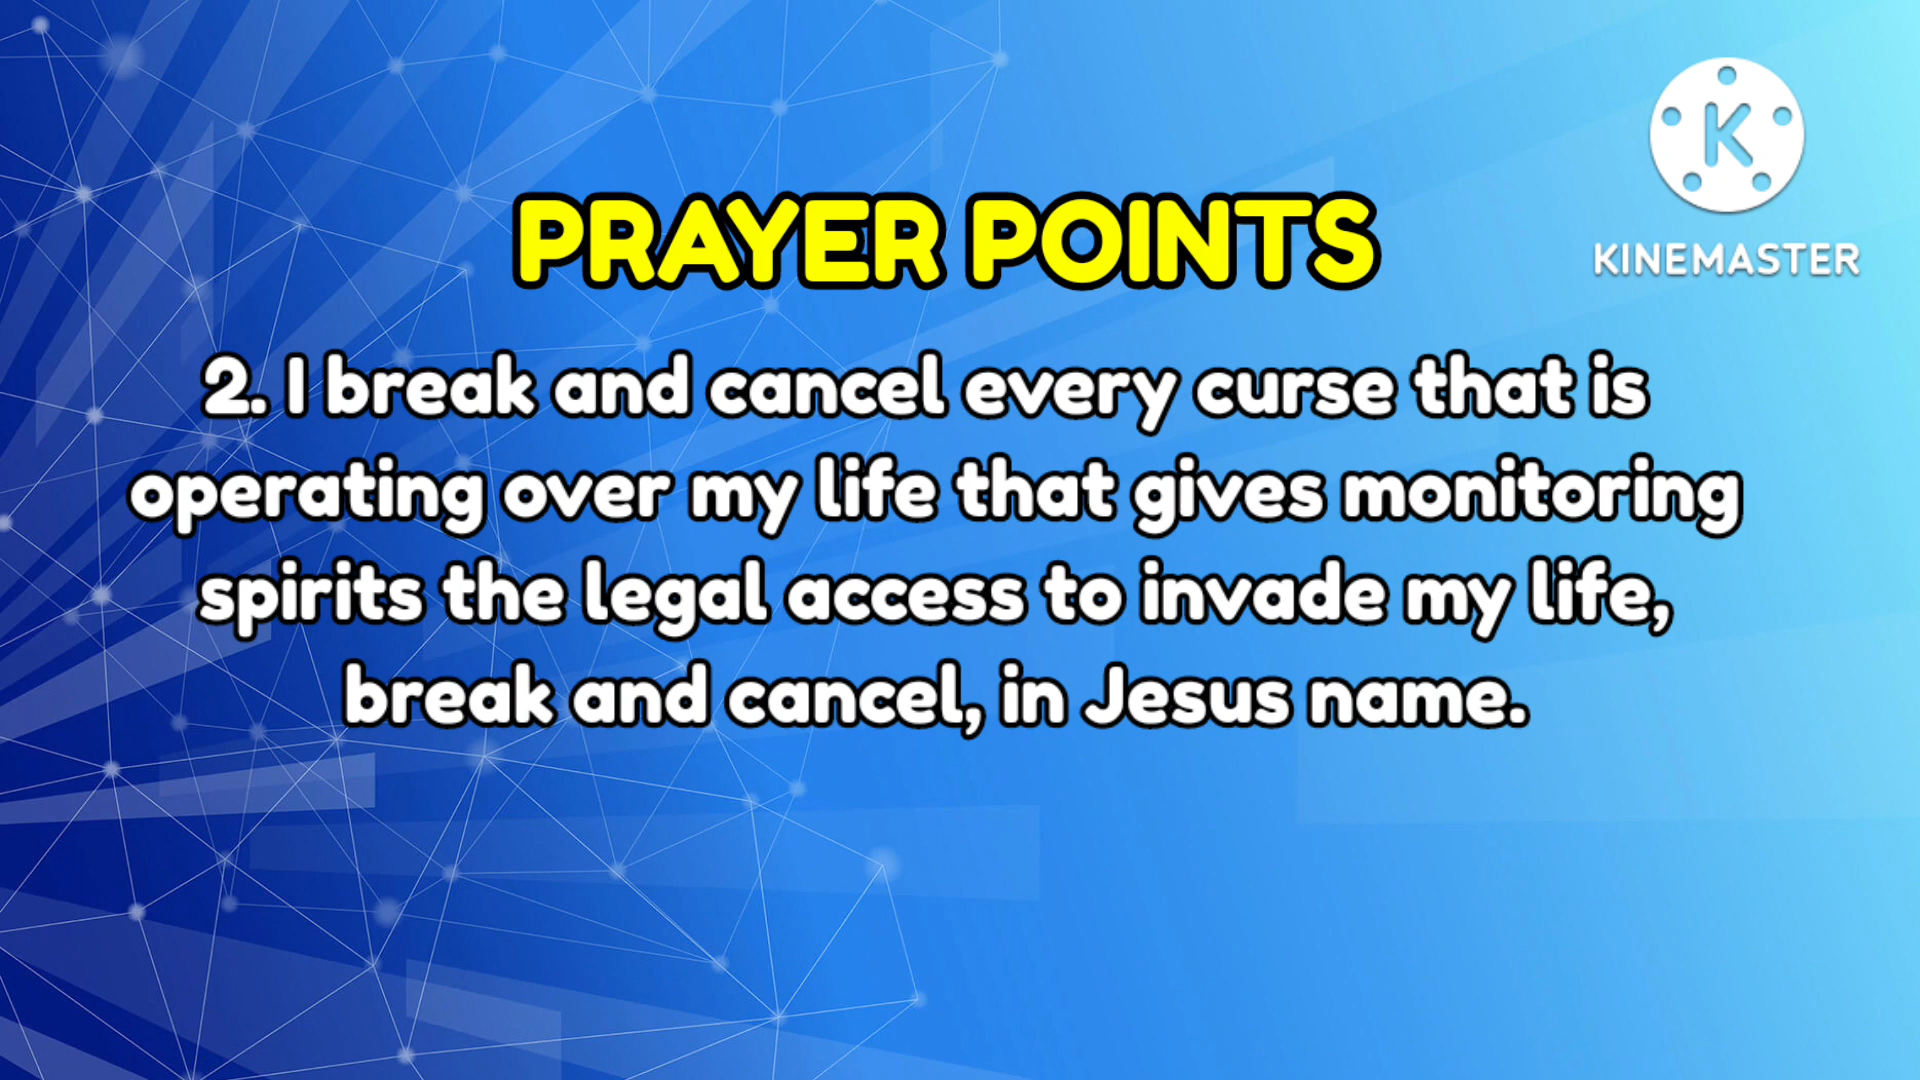 K
KINEMASTER
PRAYER POINTS
2. I break and cancel every curse that is
operating over my life that gives monitoring
spirits the legal access to invade my life,
break and cancel, in Jesus name.